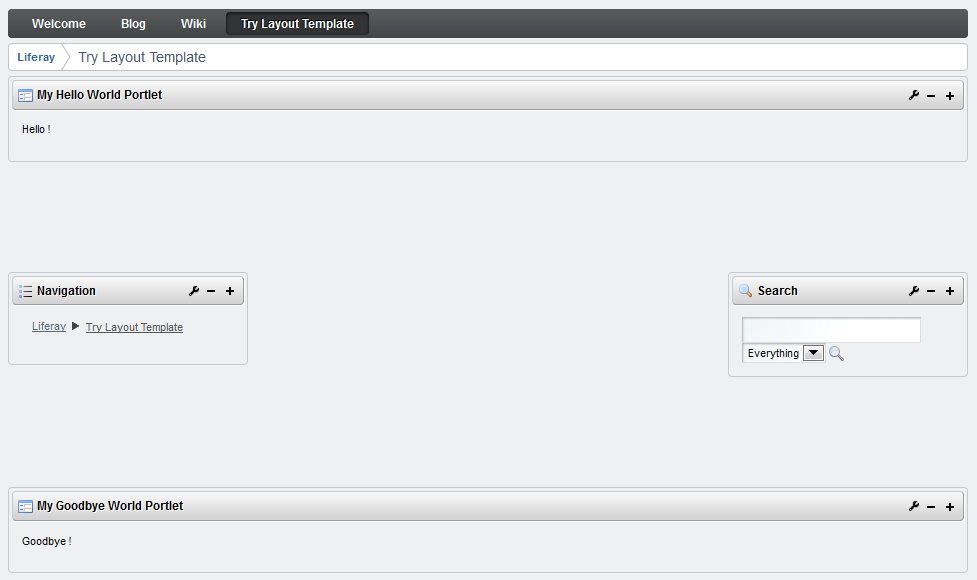 Welcome Blog Wiki Try Layout Template
Liferay Try Layout Template
My Hello World Portlet
Hello !
Navigation Search
Liferay Try Layout Template
Everything
My Goodbye World Portlet
Goodbye !